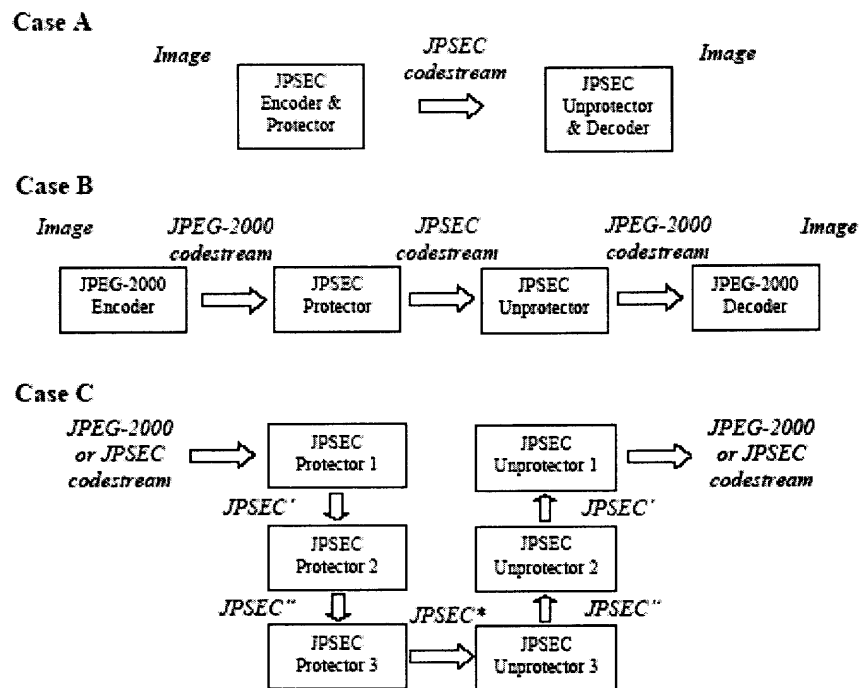 Case A
Image
JPSEC
codestream
Image
JPSEC
Encoder &
Protector
JPSEC
Unprotector
& Decoder
Case B
Image
JPEG-2000
codestream
JPSEC
codestream
JPEG-2000
codestream
Image
JPEG-2000
Encoder
JPSEC
Protector
JPSEC
Unprotector
JPEG-2000
Decoder
Case C
JPEG-2000
or JPSEC
codestream
JPSEC
Protector 1
JPSEC
Unprotector 1
JPEG-2000
or JPSEC
codestream
JPSEC'
JPSEC'
JPSEC
Protector 2
JPSEC
Unprotector 2
JPSEC"
JPSEC*
JPSEC"
JPSEC
Protector 3
JPSEC
Unprotector 3